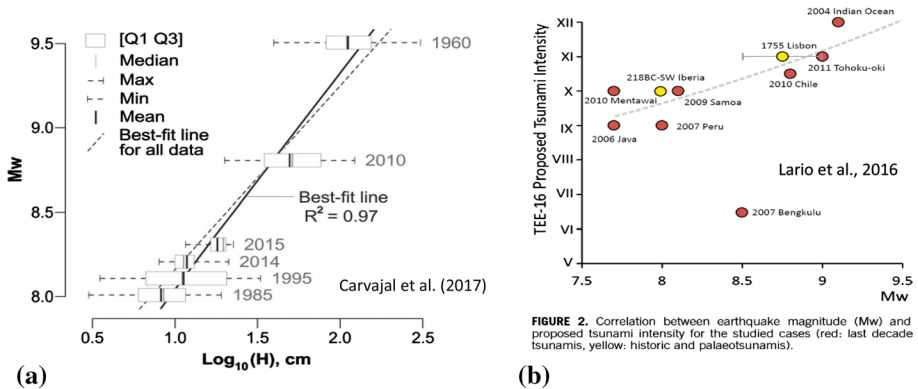 (a)
[Q1 Q3]
Median
Max
Min
Mean
Best-fit line
for all data
1960
2010
2015
2014
1995
1985
Best-fit line
R² = 0.97
Carvajal et al. (2017)
Mw
9.5
9.0
8.5
8.0
0.5 1.0 1.5 2.0 2.5
Log₁₀(H), cm
(b)
TEE-16 Proposed Tsunami Intensity
XII
XI
X
IX
VIII
VII
VI
V
2004 Indian Ocean
1755 Lisbon
2011 Tohoku-oki
2010 Chile
218BC-SW Iberia
2010 Mentawai
2009 Samoa
2006 Java
2007 Peru
2007 Bengkulu
Lario et al., 2016
7.5 8 8.5 9 9.5
Mw
FIGURE 2. Correlation between earthquake magnitude (Mw) and
proposed tsunami intensity for the studied cases (red: last decade
tsunamis, yellow: historic and palaeotsunamis).